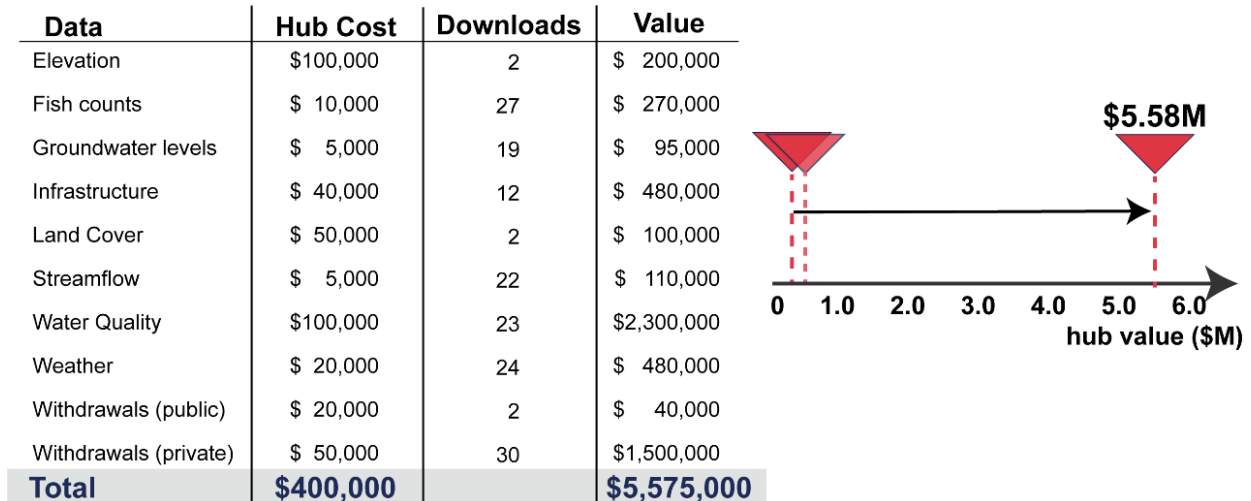 Data Hub Cost Downloads Value
Elevation $100,000 2 $ 200,000
Fish counts $ 10,000 27 $ 270,000
Groundwater levels $ 5,000 19 $ 95,000
Infrastructure $ 40,000 12 $ 480,000
Land Cover $ 50,000 2 $ 100,000
Streamflow $ 5,000 22 $ 110,000
Water Quality $100,000 23 $2,300,000
Weather $ 20,000 24 $ 480,000
Withdrawals (public) $ 20,000 2 $ 40,000
Withdrawals (private) $ 50,000 30 $1,500,000
Total $400,000 $5,575,000
$5.58M
0 1.0 2.0 3.0 4.0 5.0 6.0
hub value ($M)